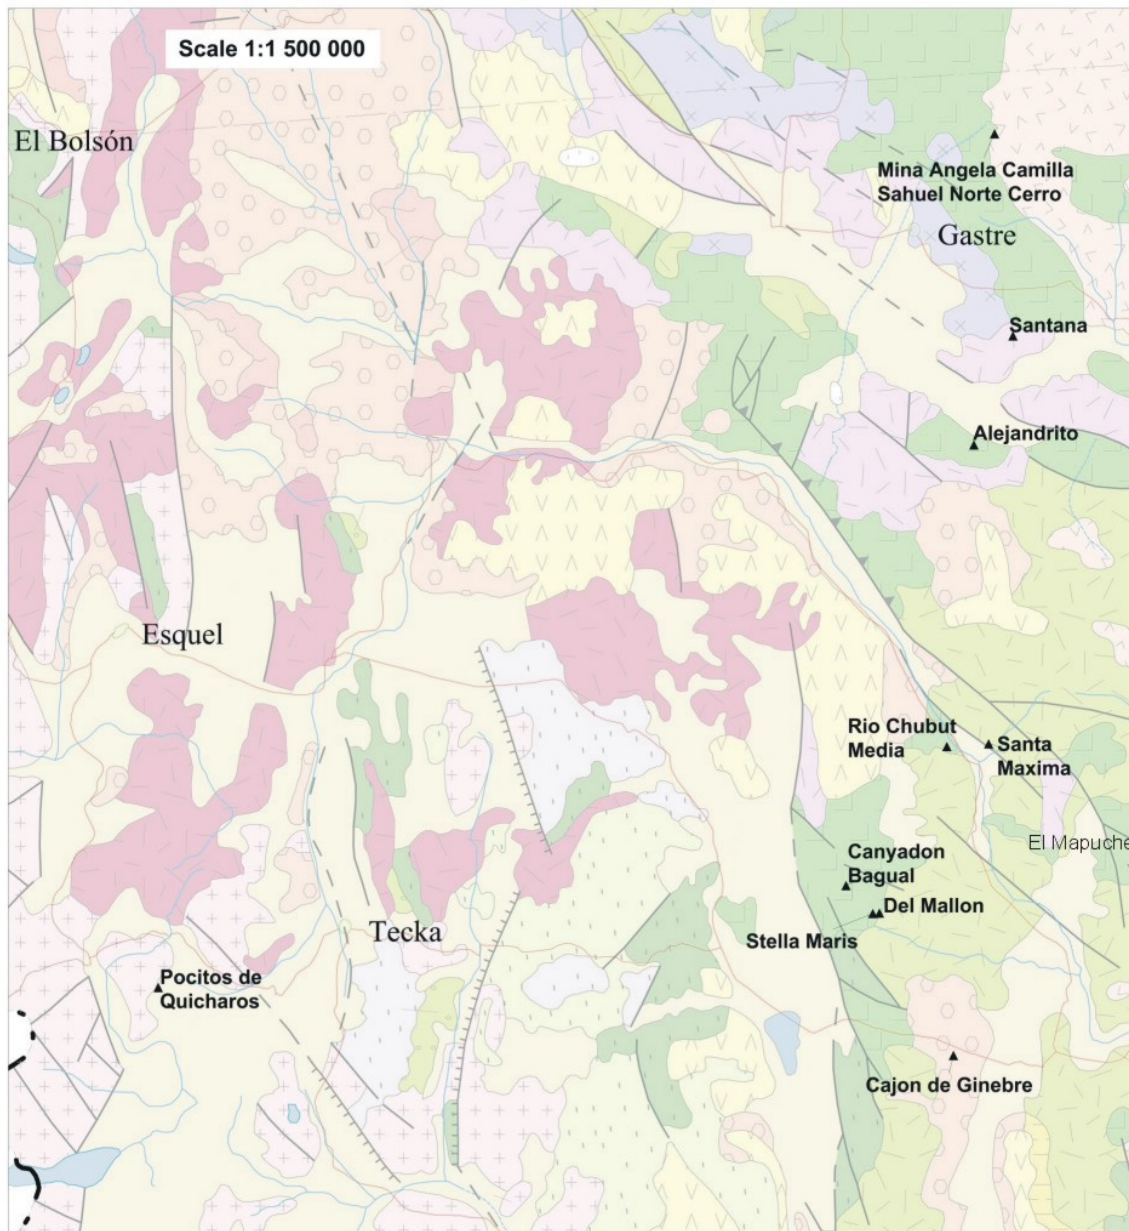 Scale 1:1 500 000
El Bolsón
Mina Angela Camilla
Sahuel Norte Cerro
Gastre
Santana
Alejandrito
Esquel
Rio Chubut
Media
Santa
Maxima
El Mapuche
Canyadon
Bagual
Del Mallon
Tecka
Stella Maris
Pocitos de
Quicharos
Cajon de Ginebre